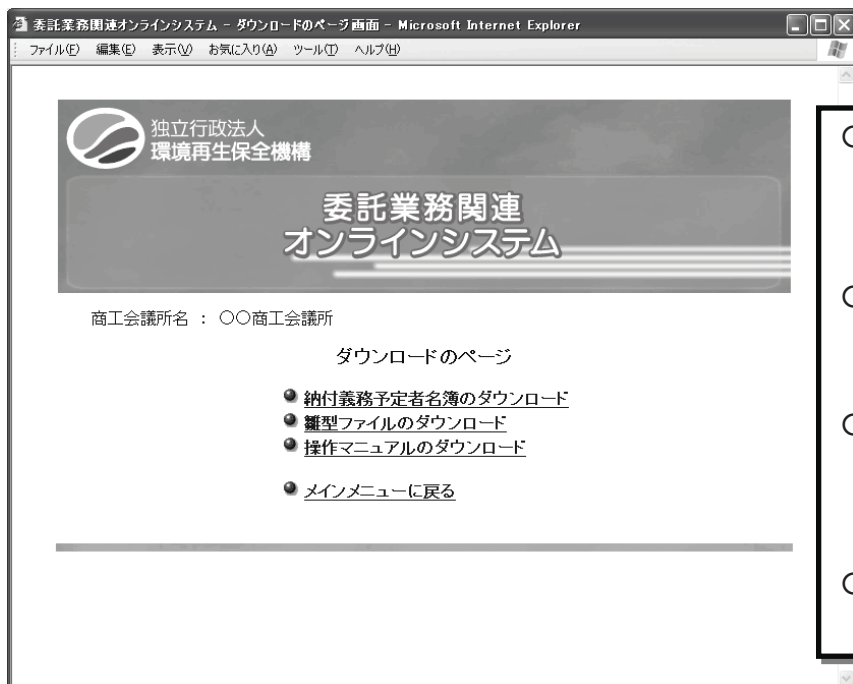 委託業務関連オンラインシステム - ダウンロードのページ画面 - Microsoft Internet Explorer
ファイル(F) 編集(E) 表示(V) お気に入り(A) ツール(T) ヘルプ(H)
独立行政法人
環境再生保全機構
委託業務関連
オンラインシステム
商工会議所名 : 〇〇商工会議所
ダウンロードのページ
納付義務予定者名簿のダウンロード
雛型ファイルのダウンロード
操作マニュアルのダウンロード
メインメニューに戻る